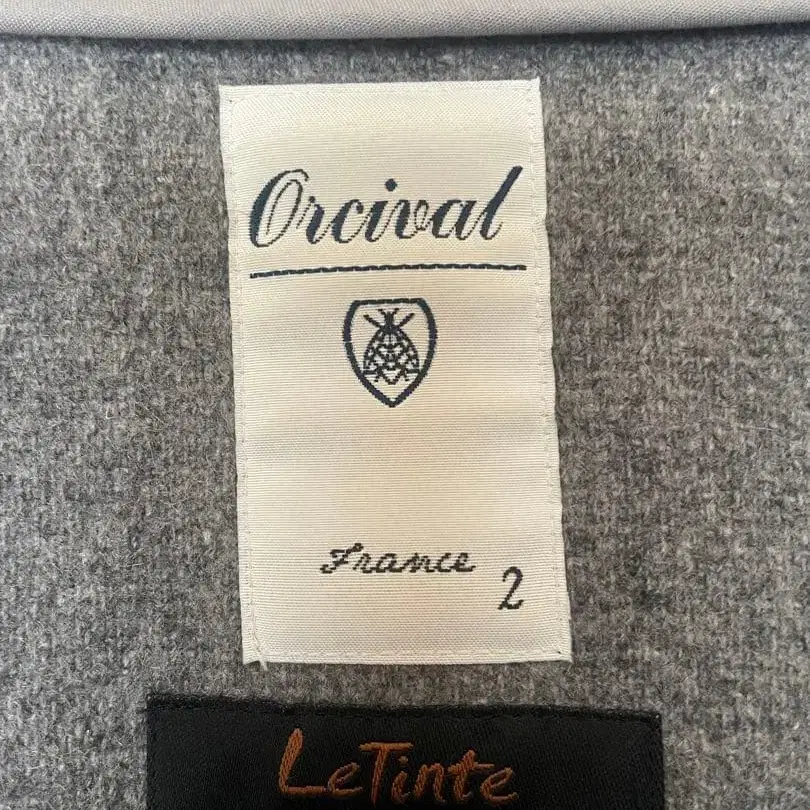 Orcival
France
2
LeTinte